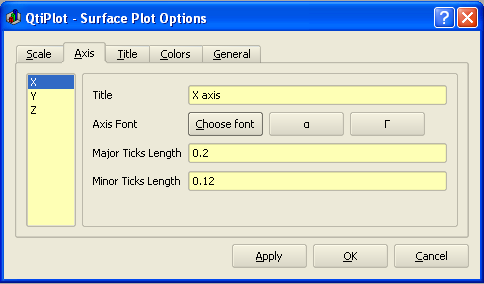 QtiPlot - Surface Plot Options
Scale Axis Title Colors General
X
Y
Z
Title X axis
Axis Font Choose font α Γ
Major Ticks Length 0.2
Minor Ticks Length 0.12
Apply OK Cancel